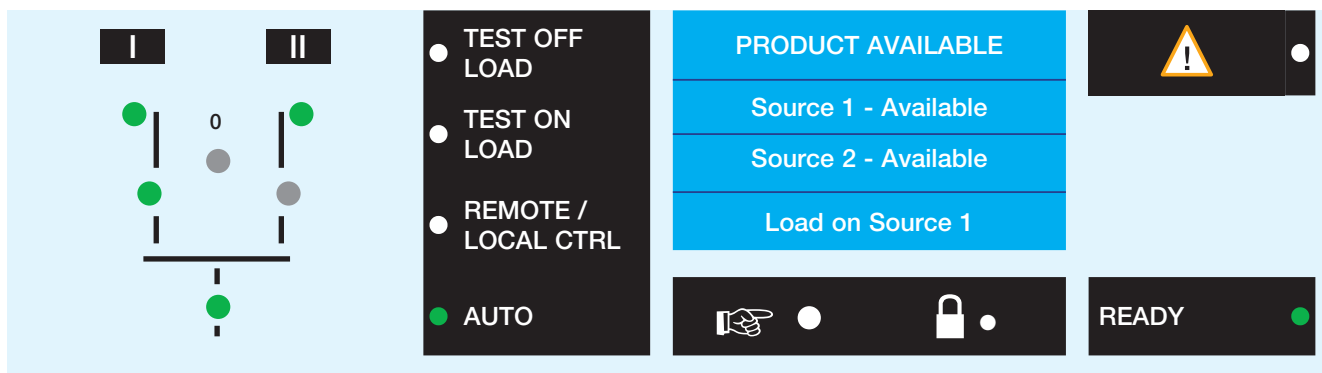 I
II
0
TEST OFF
LOAD
TEST ON
LOAD
REMOTE /
LOCAL CTRL
AUTO
PRODUCT AVAILABLE
Source 1 - Available
Source 2 - Available
Load on Source 1
!
READY